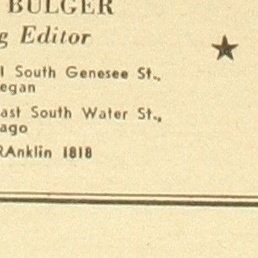 BULGER
g Editor
l South Genesee St.,
egan
ast South Water St.,
ago
RAnklin 1818